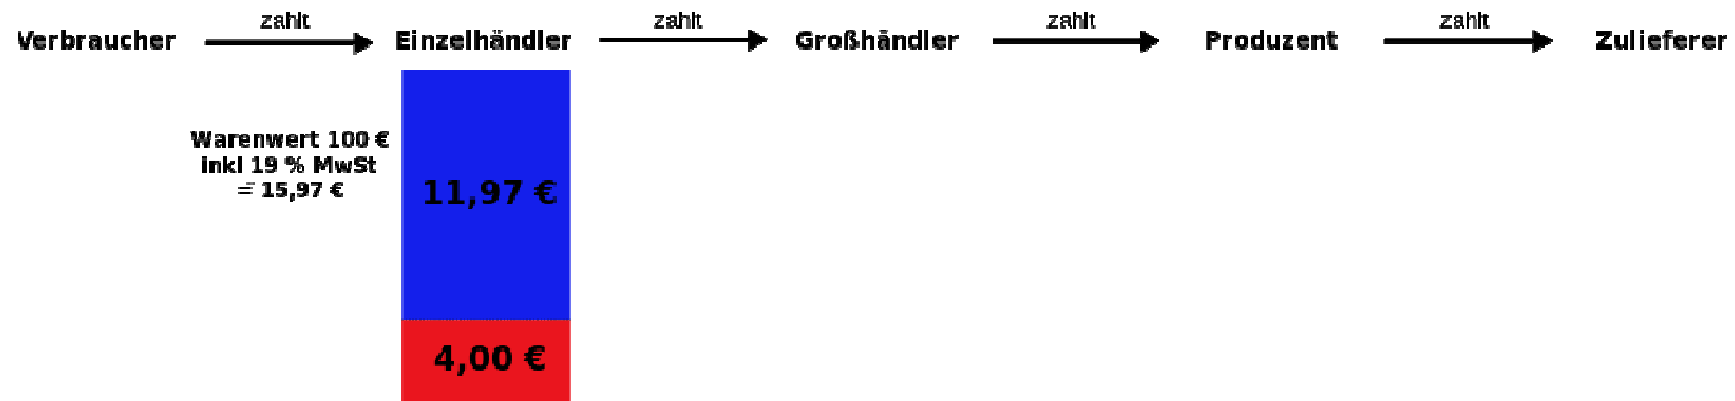 zahlt zahlt zahlt zahlt
Verbraucher Einzelhändler Großhändler Produzent Zulieferer
Warenwert 100 €
inkl 19 % MwSt
= 15,97 €
11,97 €
4,00 €